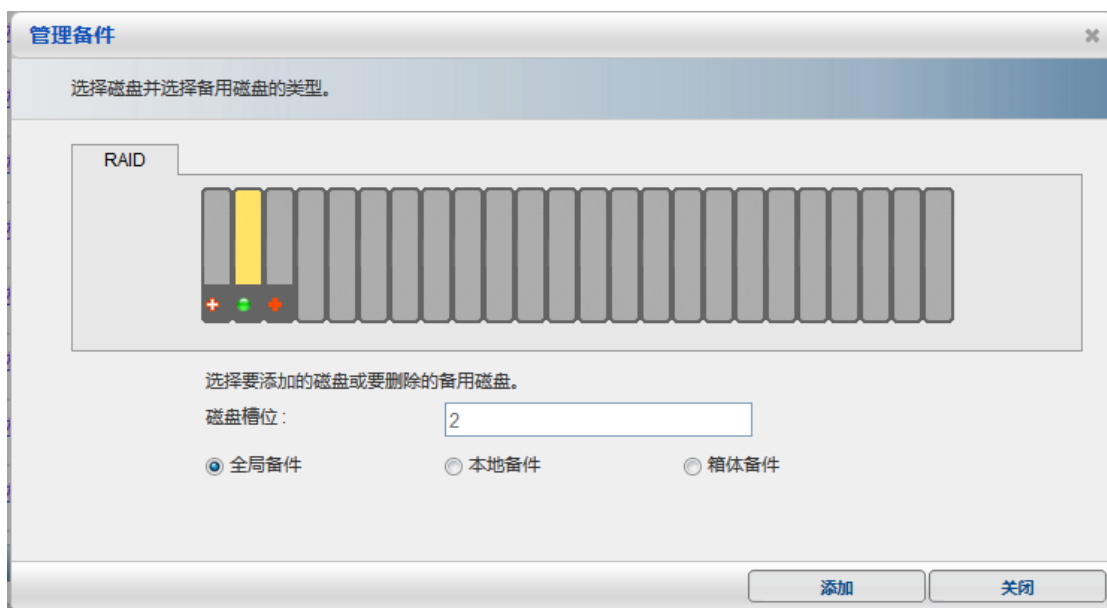 管理备件
选择磁盘并选择备用磁盘的类型。
RAID
选择要添加的磁盘或要删除的备用磁盘。
磁盘槽位: 2
全局备件 本地备件 箱体备件
添加 关闭